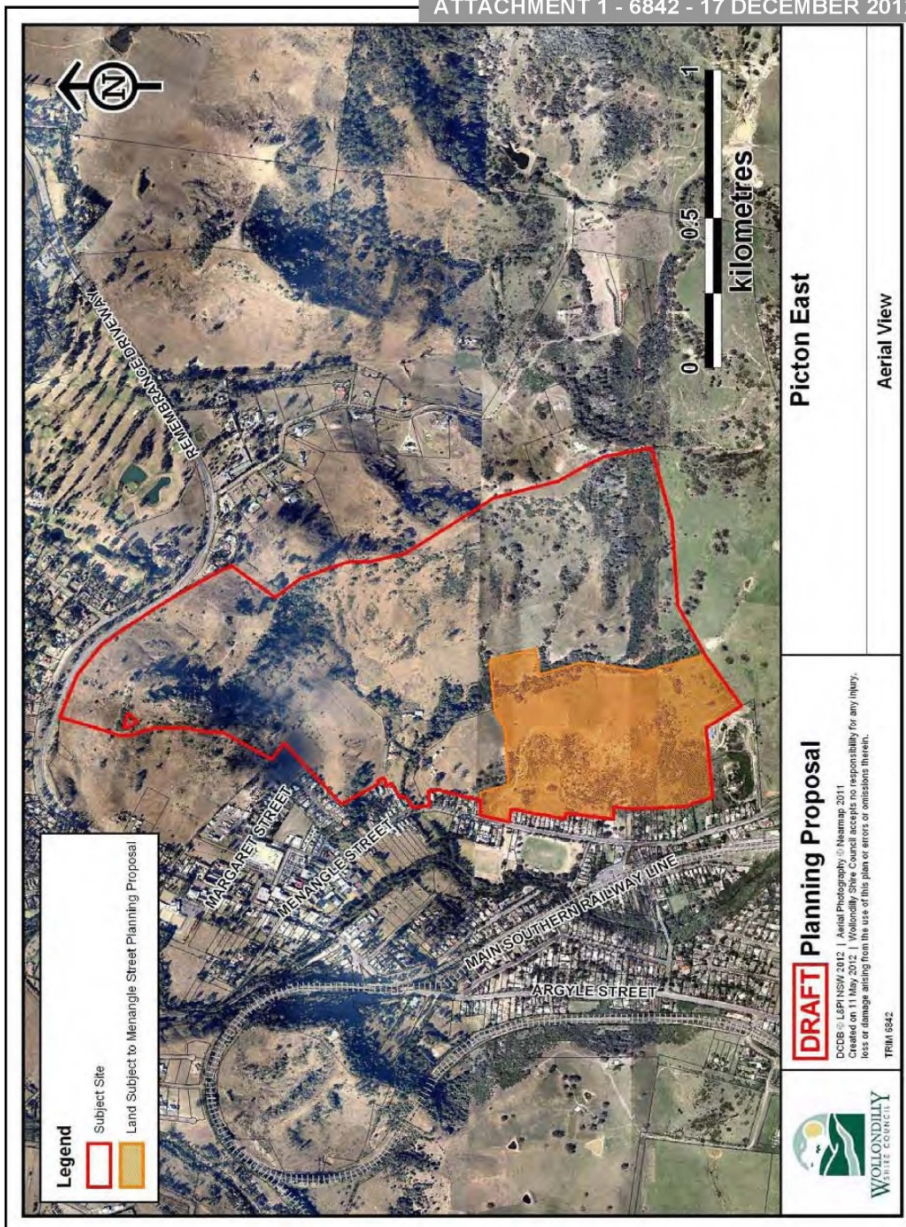 ATTACHMENT 1 - 6842 - 17 DECEMBER 2012
Legend
Subject Site
Land Subject to Menangle Street Planning Proposal
N
REMEMBRANCE DRIVEWAY
MARGARET STREET
MENANGLE STREET
MAIN SOUTHERN RAILWAY LINE
ARGYLE STREET
0 0.5 1
kilometres
WOLLONDILLY
SHIRE COUNCIL
DRAFT Planning Proposal
DCDB © L&PI NSW 2012 | Aerial Photography © Nearmap 2011
Created on 11 May 2012 | Wollondilly Shire Council accepts no responsibility for any injury,
loss or damage arising from the use of this plan or errors or omissions therein.
TRIM 6842
Picton East
Aerial View